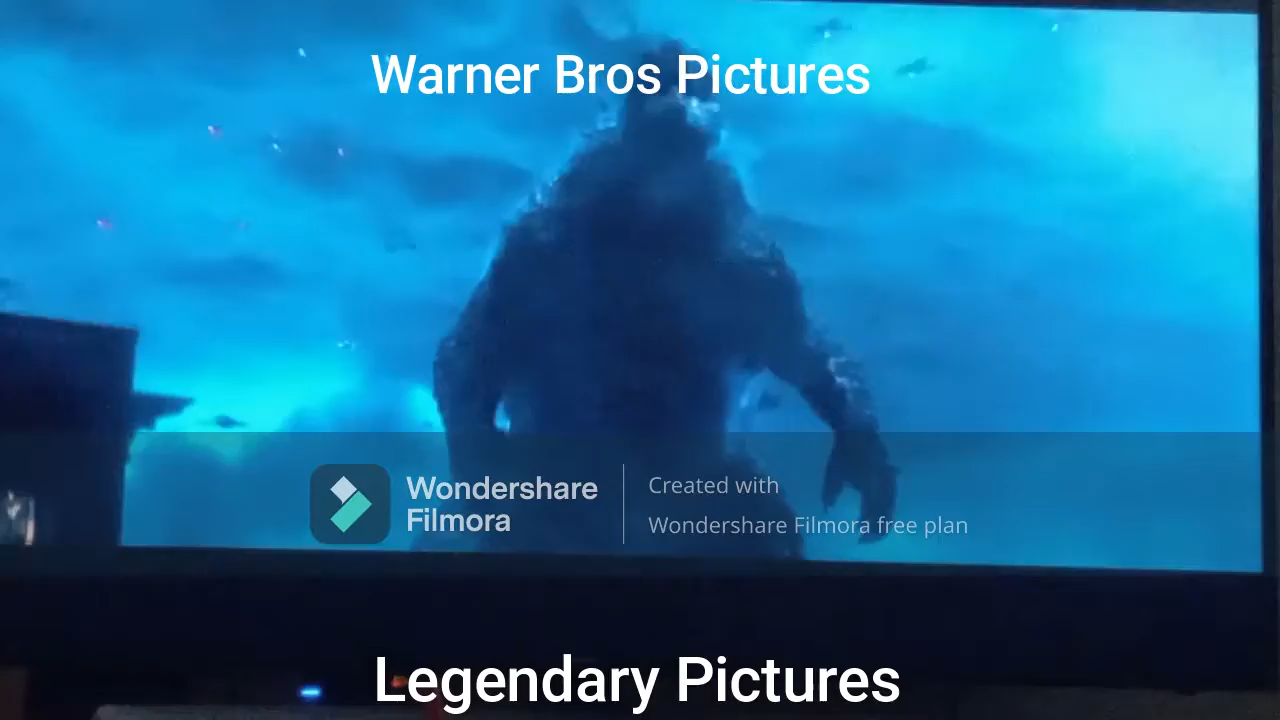 Warner Bros Pictures
Wondershare
Filmora
Created with
Wondershare Filmora free plan
Legendary Pictures